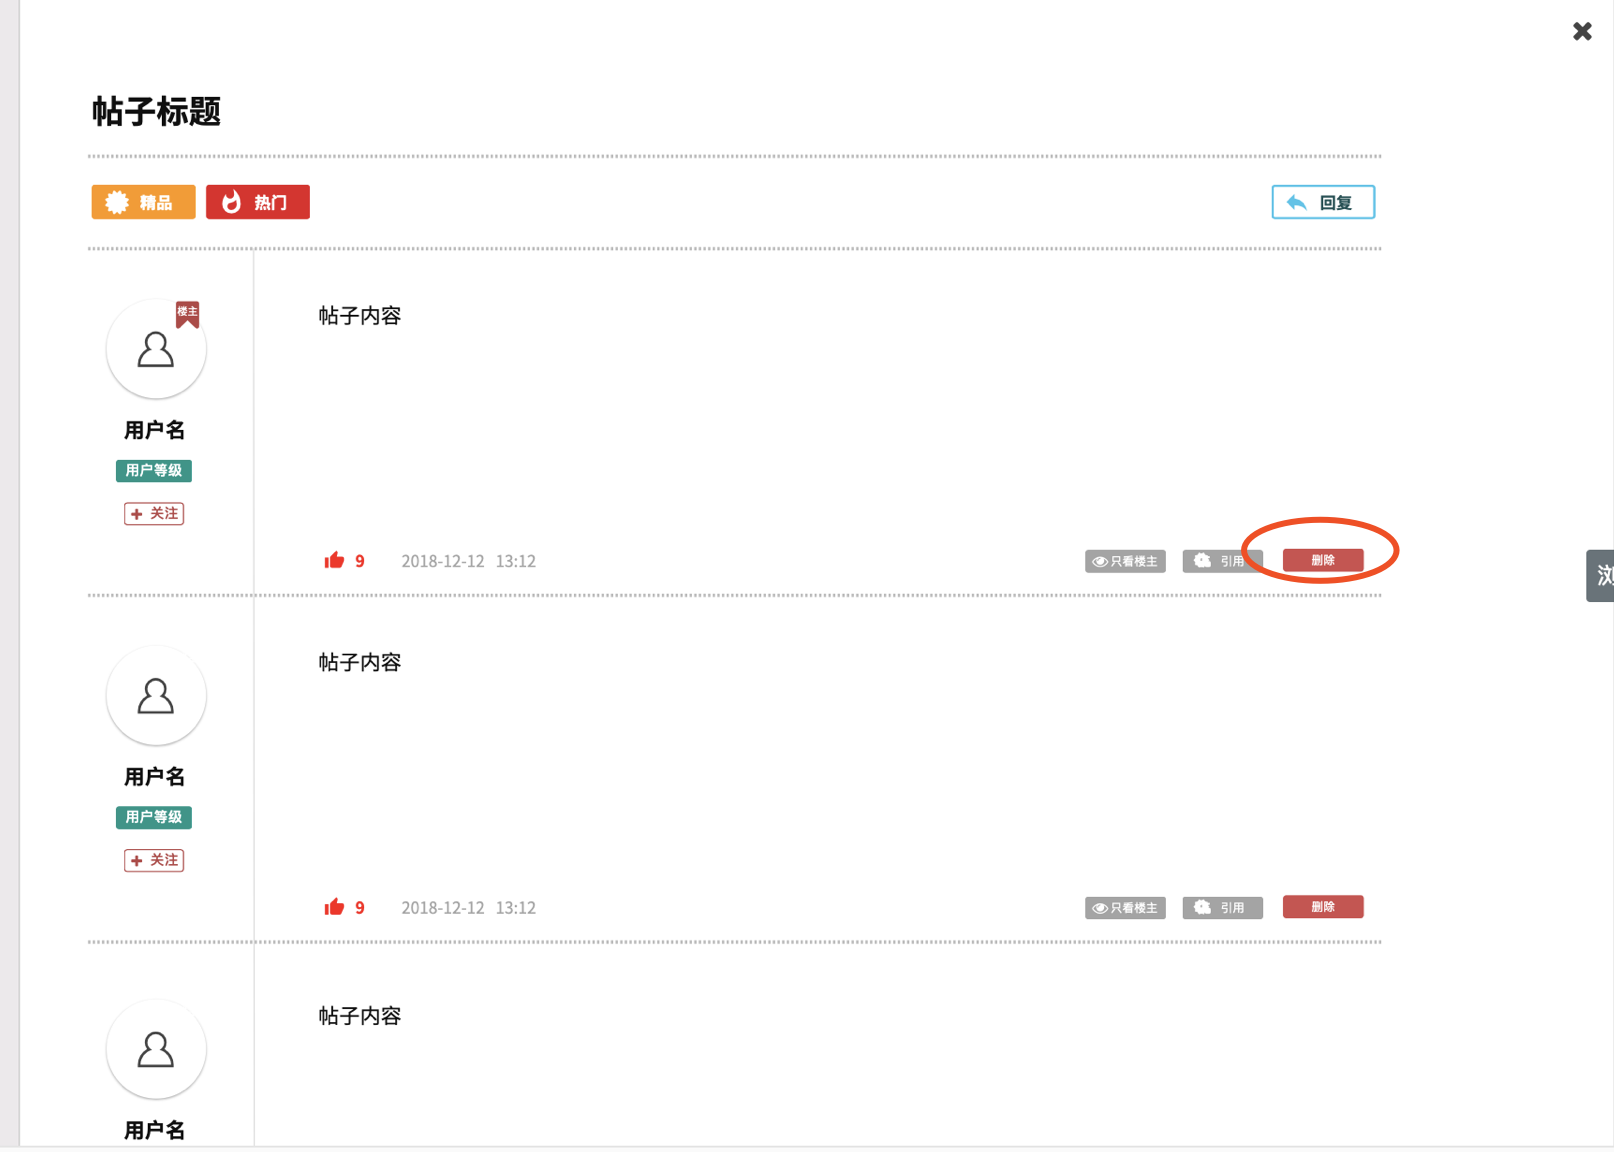 帖子标题
精品 热门 回复
楼主
帖子内容
用户名
用户等级
+ 关注
9 2018-12-12 13:12 只看楼主 引用 删除
浏
帖子内容
用户名
用户等级
+ 关注
9 2018-12-12 13:12 只看楼主 引用 删除
帖子内容
用户名